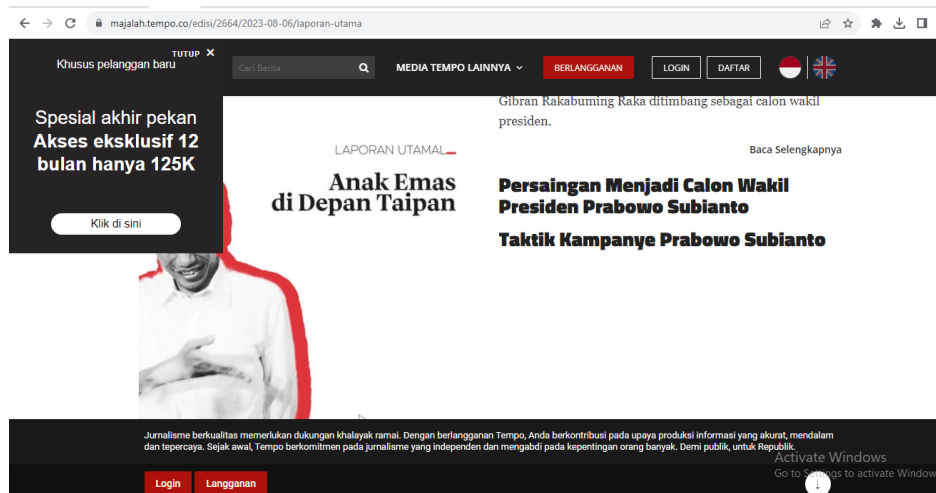 majalah.tempo.co/edisi/2664/2023-08-06/laporan-utama
TUTUP ×
Khusus pelanggan baru
Spesial akhir pekan
Akses eksklusif 12
bulan hanya 125K
Klik di sini
Cari Berita
MEDIA TEMPO LAINNYA
BERLANGGANAN
LOGIN
DAFTAR
LAPORAN UTAMAL
Anak Emas
di Depan Taipan
Gibran Rakabuming Raka ditimbang sebagai calon wakil
presiden.
Baca Selengkapnya
Persaingan Menjadi Calon Wakil
Presiden Prabowo Subianto
Taktik Kampanye Prabowo Subianto
Jurnalisme berkualitas memerlukan dukungan khalayak ramai. Dengan berlangganan Tempo, Anda berkontribusi pada upaya produksi informasi yang akurat, mendalam
dan tepercaya. Sejak awal, Tempo berkomitmen pada jurnalisme yang independen dan mengabdi pada kepentingan orang banyak. Demi publik, untuk Republik.
Login
Langganan
Activate Windows
Go to Settings to activate Window